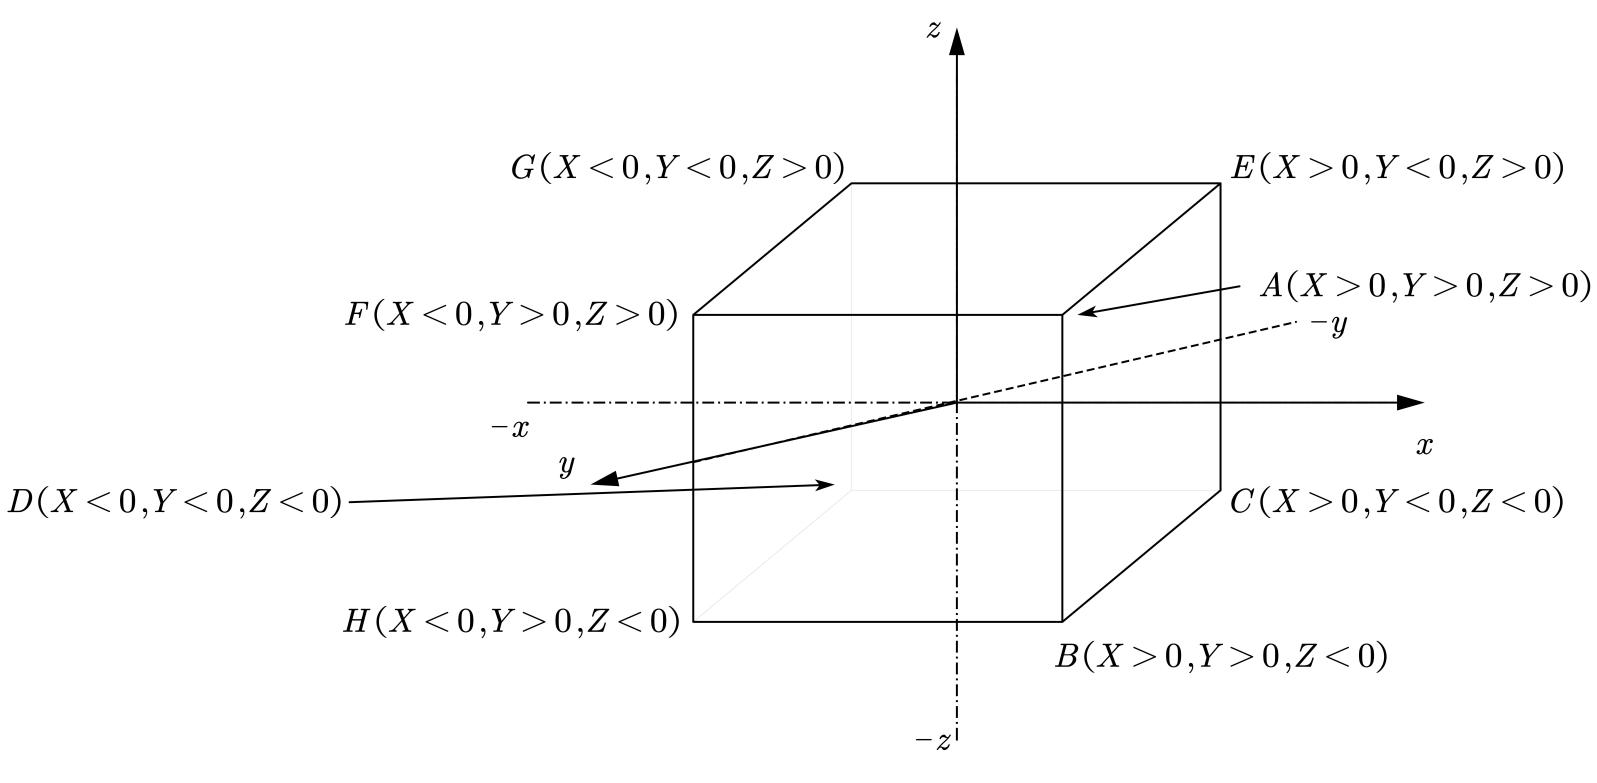 z
G(X<0,Y<0,Z>0)
E(X>0,Y<0,Z>0)
A(X>0,Y>0,Z>0)
F(X<0,Y>0,Z>0)
−y
−x
x
y
D(X<0,Y<0,Z<0)
C(X>0,Y<0,Z<0)
H(X<0,Y>0,Z<0)
B(X>0,Y>0,Z<0)
−z